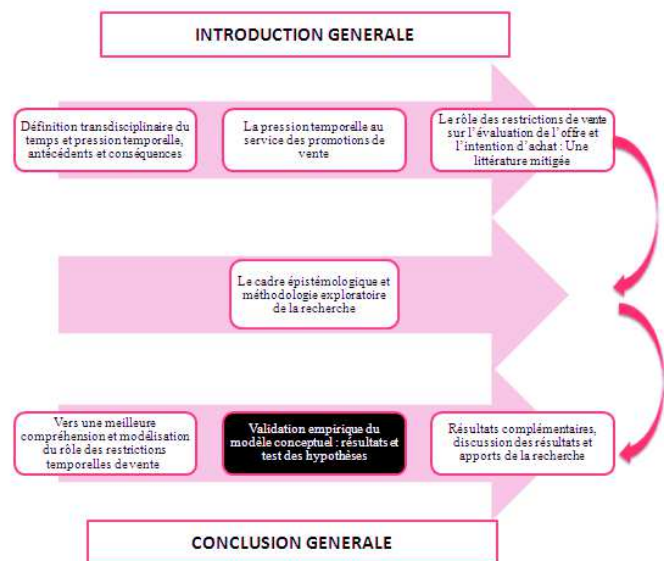 INTRODUCTION GENERALE
Définition transdisciplinaire du
temps et pression temporelle,
antécédents et conséquences
La pression temporelle au
service des promotions de
vente
Le rôle des restrictions de vente
sur l'évaluation de l'offre et
l'intention d'achat : Une
littérature mitigée
Le cadre épistémologique et
méthodologie exploratoire
de la recherche
Vers une meilleure
compréhension et modélisation
du rôle des restrictions
temporelles de vente
Validation empirique du
modèle conceptuel : résultats et
test des hypothèses
Résultats complémentaires,
discussion des résultats et
apports de la recherche
CONCLUSION GENERALE